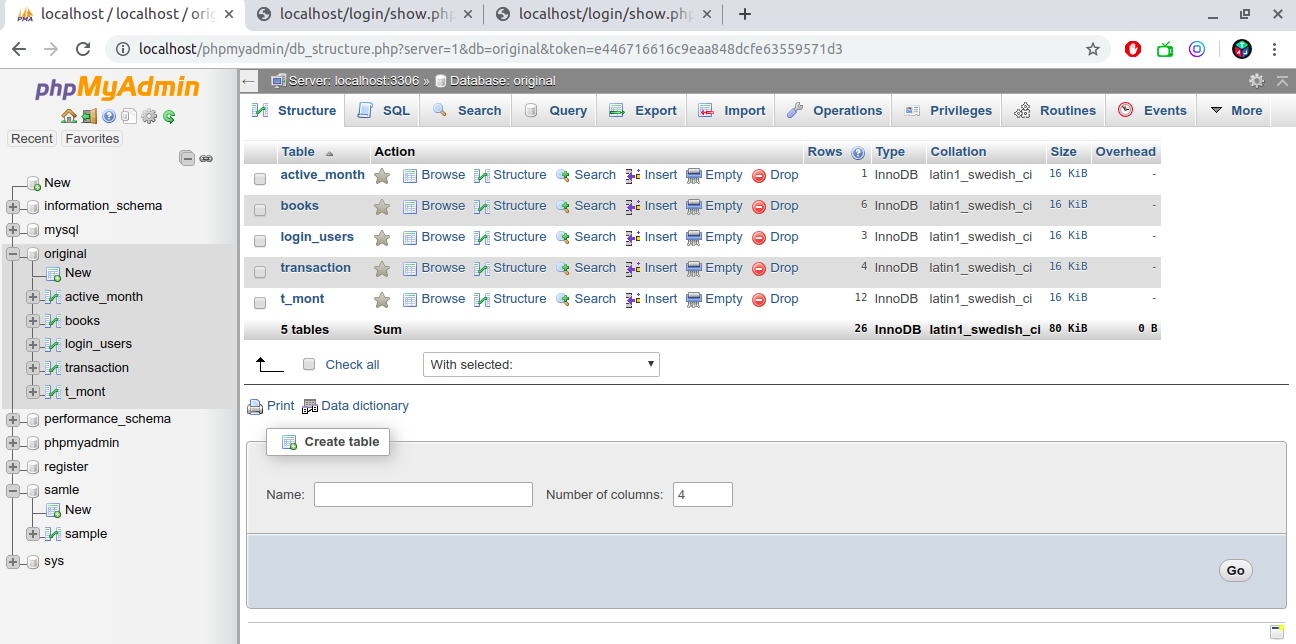 localhost / localhost / orig
localhost/login/show.php
localhost/login/show.php
localhost/phpmyadmin/db_structure.php?server=1&db=original&token=e446716616c9eaa848dcfe63559571d3
phpMyAdmin
Recent Favorites
New
information_schema
mysql
original
New
active_month
books
login_users
transaction
t_mont
performance_schema
phpmyadmin
register
samle
New
sample
sys
Server: localhost:3306 » Database: original
Structure SQL Search Query Export Import Operations Privileges Routines Events More
Table Action Rows Type Collation Size Overhead
active_month Browse Structure Search Insert Empty Drop 1 InnoDB latin1_swedish_ci 16 KiB -
books Browse Structure Search Insert Empty Drop 6 InnoDB latin1_swedish_ci 16 KiB -
login_users Browse Structure Search Insert Empty Drop 3 InnoDB latin1_swedish_ci 16 KiB -
transaction Browse Structure Search Insert Empty Drop 4 InnoDB latin1_swedish_ci 16 KiB -
t_mont Browse Structure Search Insert Empty Drop 12 InnoDB latin1_swedish_ci 16 KiB -
5 tables Sum 26 InnoDB latin1_swedish_ci 80 KiB 0 B
Check all With selected:
Print Data dictionary
Create table
Name: Number of columns: 4
Go